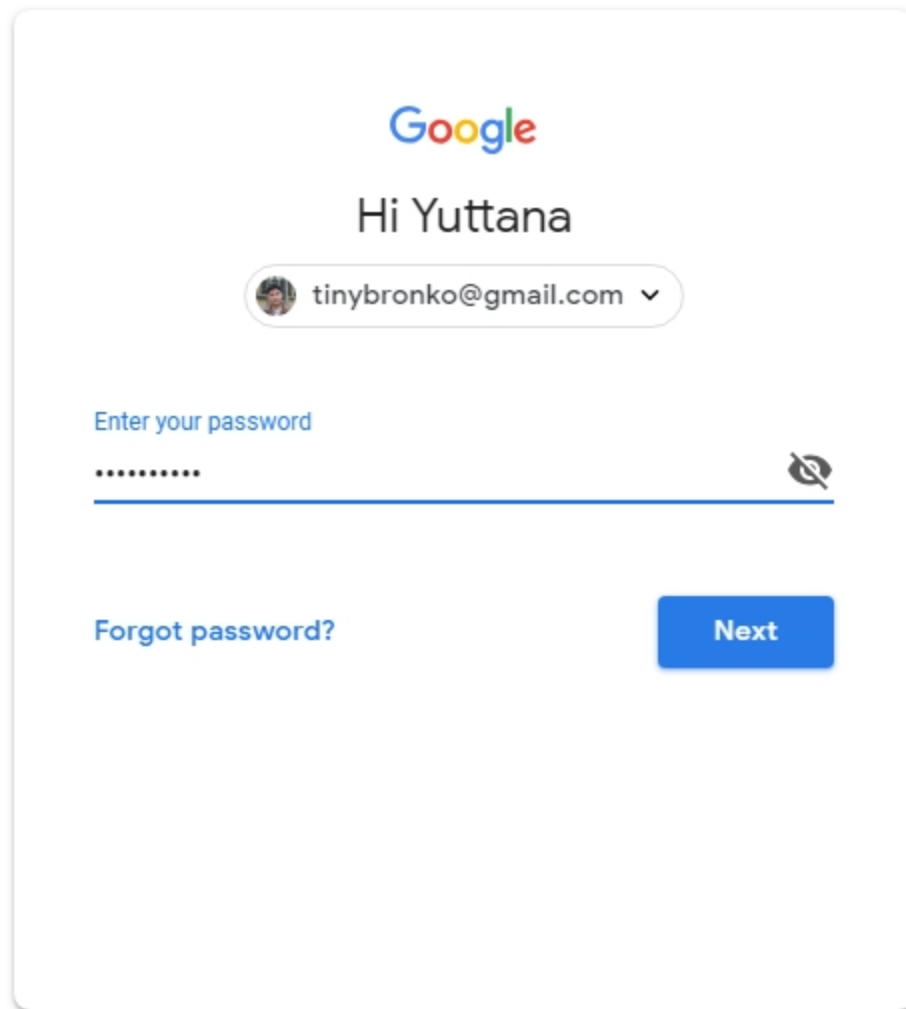 Google
Hi Yuttana
tinybronko@gmail.com
Enter your password
••••••••••
Forgot password?
Next